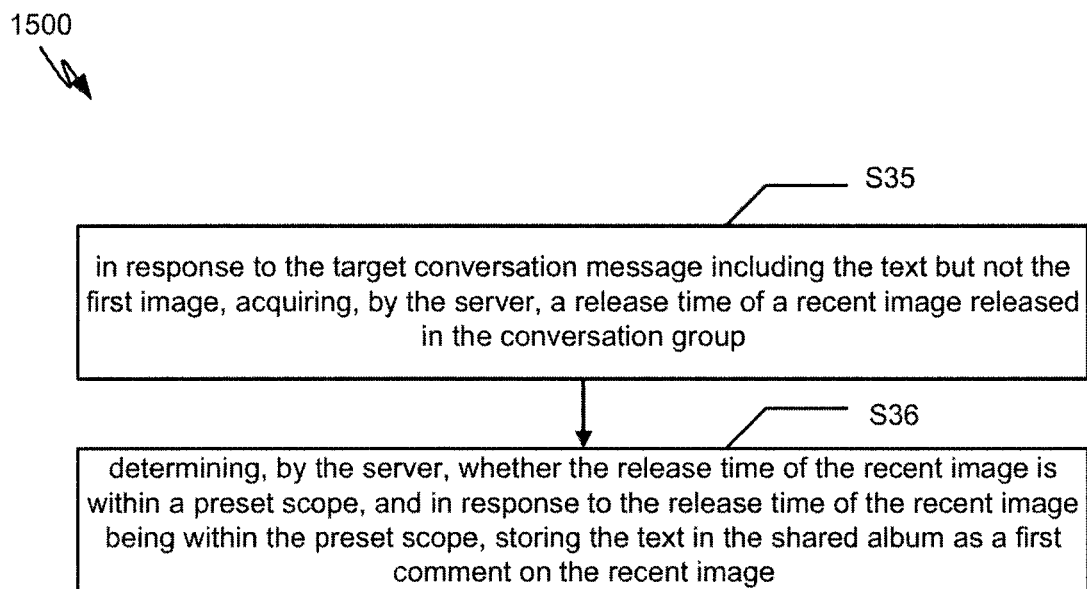 1500
S35
in response to the target conversation message including the text but not the
first image, acquiring, by the server, a release time of a recent image released
in the conversation group
S36
determining, by the server, whether the release time of the recent image is
within a preset scope, and in response to the release time of the recent image
being within the preset scope, storing the text in the shared album as a first
comment on the recent image